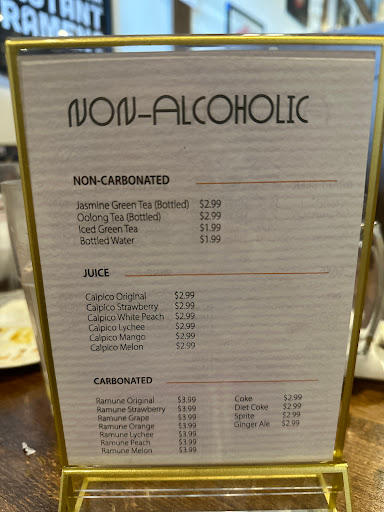 INSTANT
RAMEN
NON-ALCOHOLIC
NON-CARBONATED
Jasmine Green Tea (Bottled) $2.99
Oolong Tea (Bottled) $2.99
Iced Green Tea $1.99
Bottled Water $1.99
JUICE
Calpico Original $2.99
Calpico Strawberry $2.99
Calpico White Peach $2.99
Calpico Lychee $2.99
Calpico Mango $2.99
Calpico Melon $2.99
CARBONATED
Ramune Original $3.99
Ramune Strawberry $3.99
Ramune Grape $3.99
Ramune Orange $3.99
Ramune Lychee $3.99
Ramune Peach $3.99
Ramune Melon $3.99
Coke $2.99
Diet Coke $2.99
Sprite $2.99
Ginger Ale $2.99